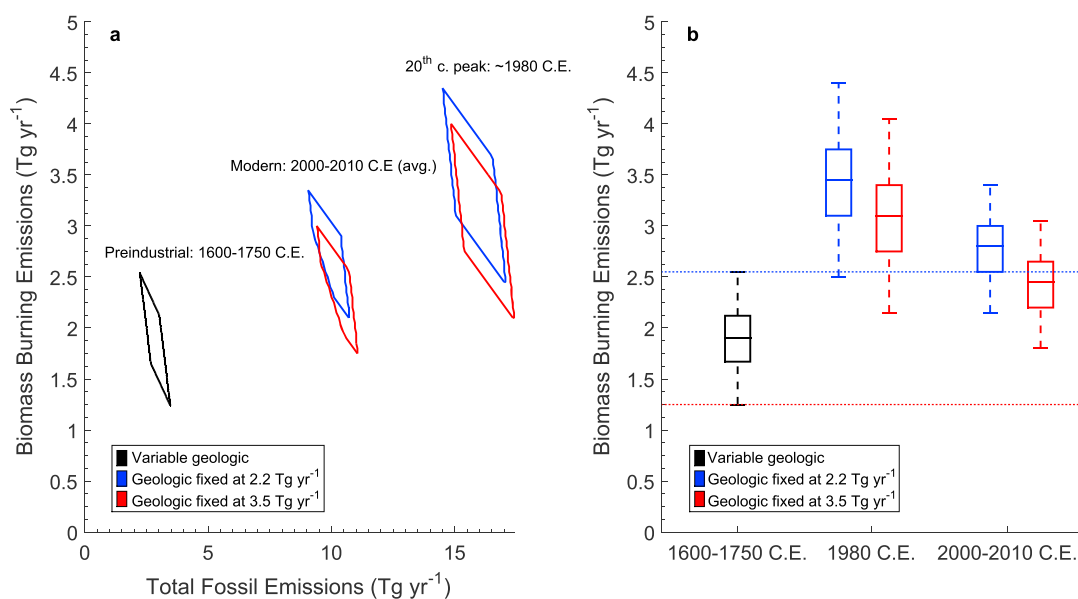 a
20th c. peak: ~1980 C.E.
Modern: 2000-2010 C.E (avg.)
Preindustrial: 1600-1750 C.E.
Variable geologic
Geologic fixed at 2.2 Tg yr-1
Geologic fixed at 3.5 Tg yr-1
Biomass Burning Emissions (Tg yr-1)
5
4.5
4
3.5
3
2.5
2
1.5
1
0.5
0
0 5 10 15
Total Fossil Emissions (Tg yr-1)
b
Variable geologic
Geologic fixed at 2.2 Tg yr-1
Geologic fixed at 3.5 Tg yr-1
Biomass Burning Emissions (Tg yr-1)
5
4.5
4
3.5
3
2.5
2
1.5
1
0.5
0
1600-1750 C.E. 1980 C.E. 2000-2010 C.E.